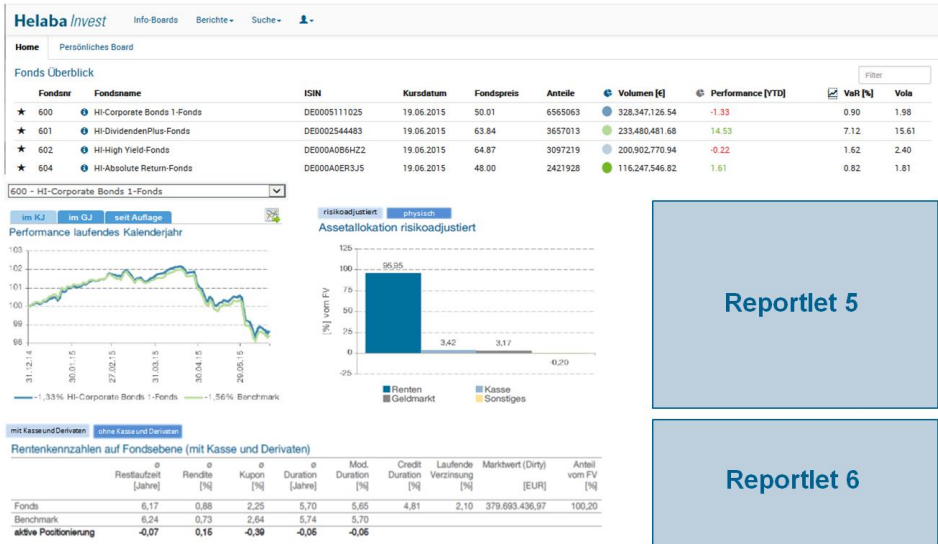 Helaba Invest Info-Boards Berichte Suche
Home Persönliches Board
Fonds Überblick Filter
Fondsnr Fondsname ISIN Kursdatum Fondspreis Anteile Volumen [€] Performance [YTD] VaR [%] Vola
600 HI-Corporate Bonds 1-Fonds DE0005111025 19.06.2015 50.01 6565063 328,347,126.54 -1.33 0.90 1.98
601 HI-DividendenPlus-Fonds DE0002544483 19.06.2015 63.84 3657013 233,480,481.68 14.53 7.12 15.61
602 HI-High Yield-Fonds DE000A0B6HZ2 19.06.2015 64.87 3097219 200,902,770.94 -0.22 1.62 2.40
604 HI-Absolute Return-Fonds DE000A0ER3J5 19.06.2015 48.00 2421928 116,247,546.82 1.61 0.82 1.81
600 - HI-Corporate Bonds 1-Fonds
im KJ im GJ seit Auflage
Performance laufendes Kalenderjahr
103
102
101
100
99
98
31.12.14 30.01.15 27.02.15 31.03.15 30.04.15 29.05.15
-1,33% HI-Corporate Bonds 1-Fonds -1,56% Benchmark
risikoadjustiert physisch
Assetallokation risikoadjustiert
[%] vom FV
125
100
75
50
25
0
-25
95,95 3,42 3,17 -0,20
Renten Kasse
Geldmarkt Sonstiges
Reportlet 5
mit Kasse und Derivaten ohne Kasse und Derivaten
Rentenkennzahlen auf Fondsebene (mit Kasse und Derivaten)
ø ø ø ø Mod. Credit Laufende Marktwert (Dirty) Anteil
Restlaufzeit Rendite Kupon Duration Duration Duration Verzinsung vom FV
[Jahre] [%] [%] [Jahre] [%] [%] [%] [EUR] [%]
Fonds 6,17 0,88 2,25 5,70 5,65 4,81 2,10 379.693.436,97 100,20
Benchmark 6,24 0,73 2,64 5,74 5,70
aktive Positionierung -0,07 0,15 -0,39 -0,05 -0,05
Reportlet 6